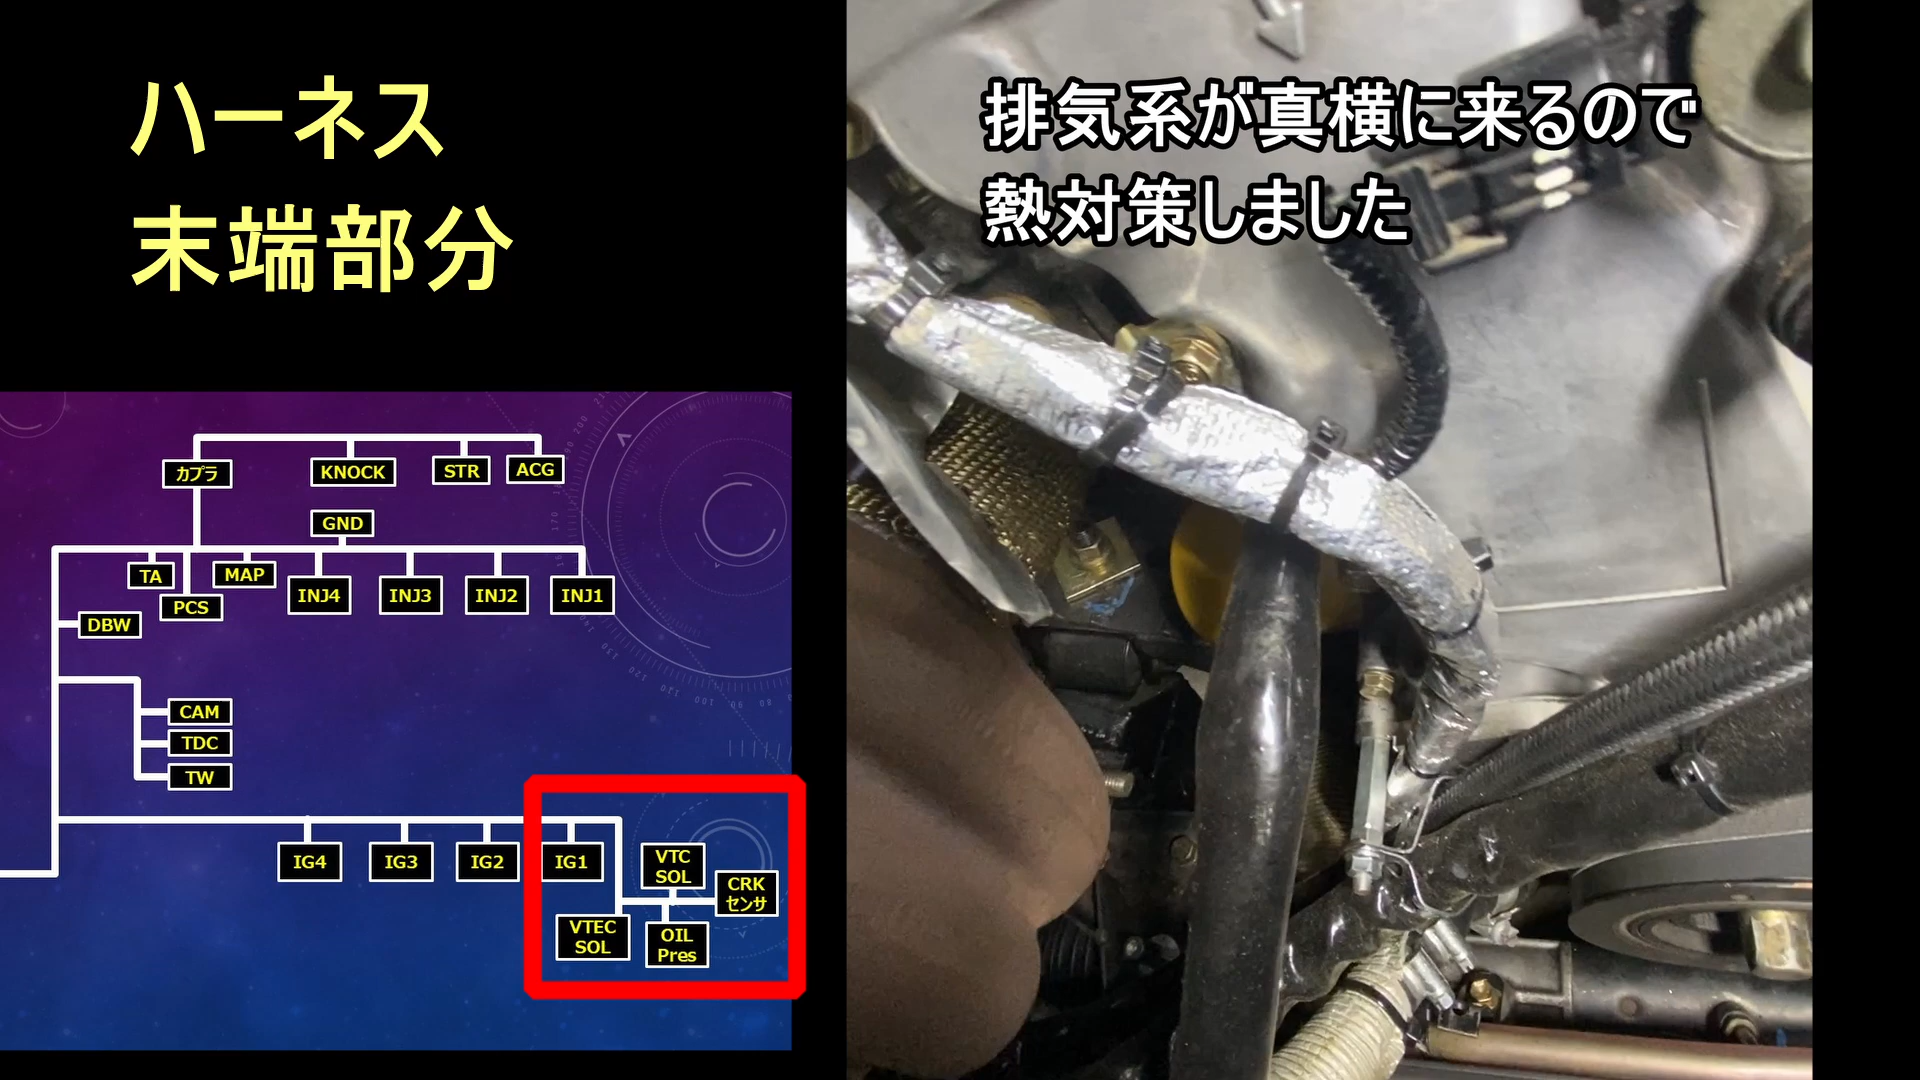 ハーネス
末端部分
排気系が真横に来るので
熱対策しました
カプラ
KNOCK
STR
ACG
GND
TA
MAP
PCS
INJ4
INJ3
INJ2
INJ1
DBW
CAM
TDC
TW
IG4
IG3
IG2
IG1
VTC
SOL
CRK
センサ
VTEC
SOL
OIL
Pres